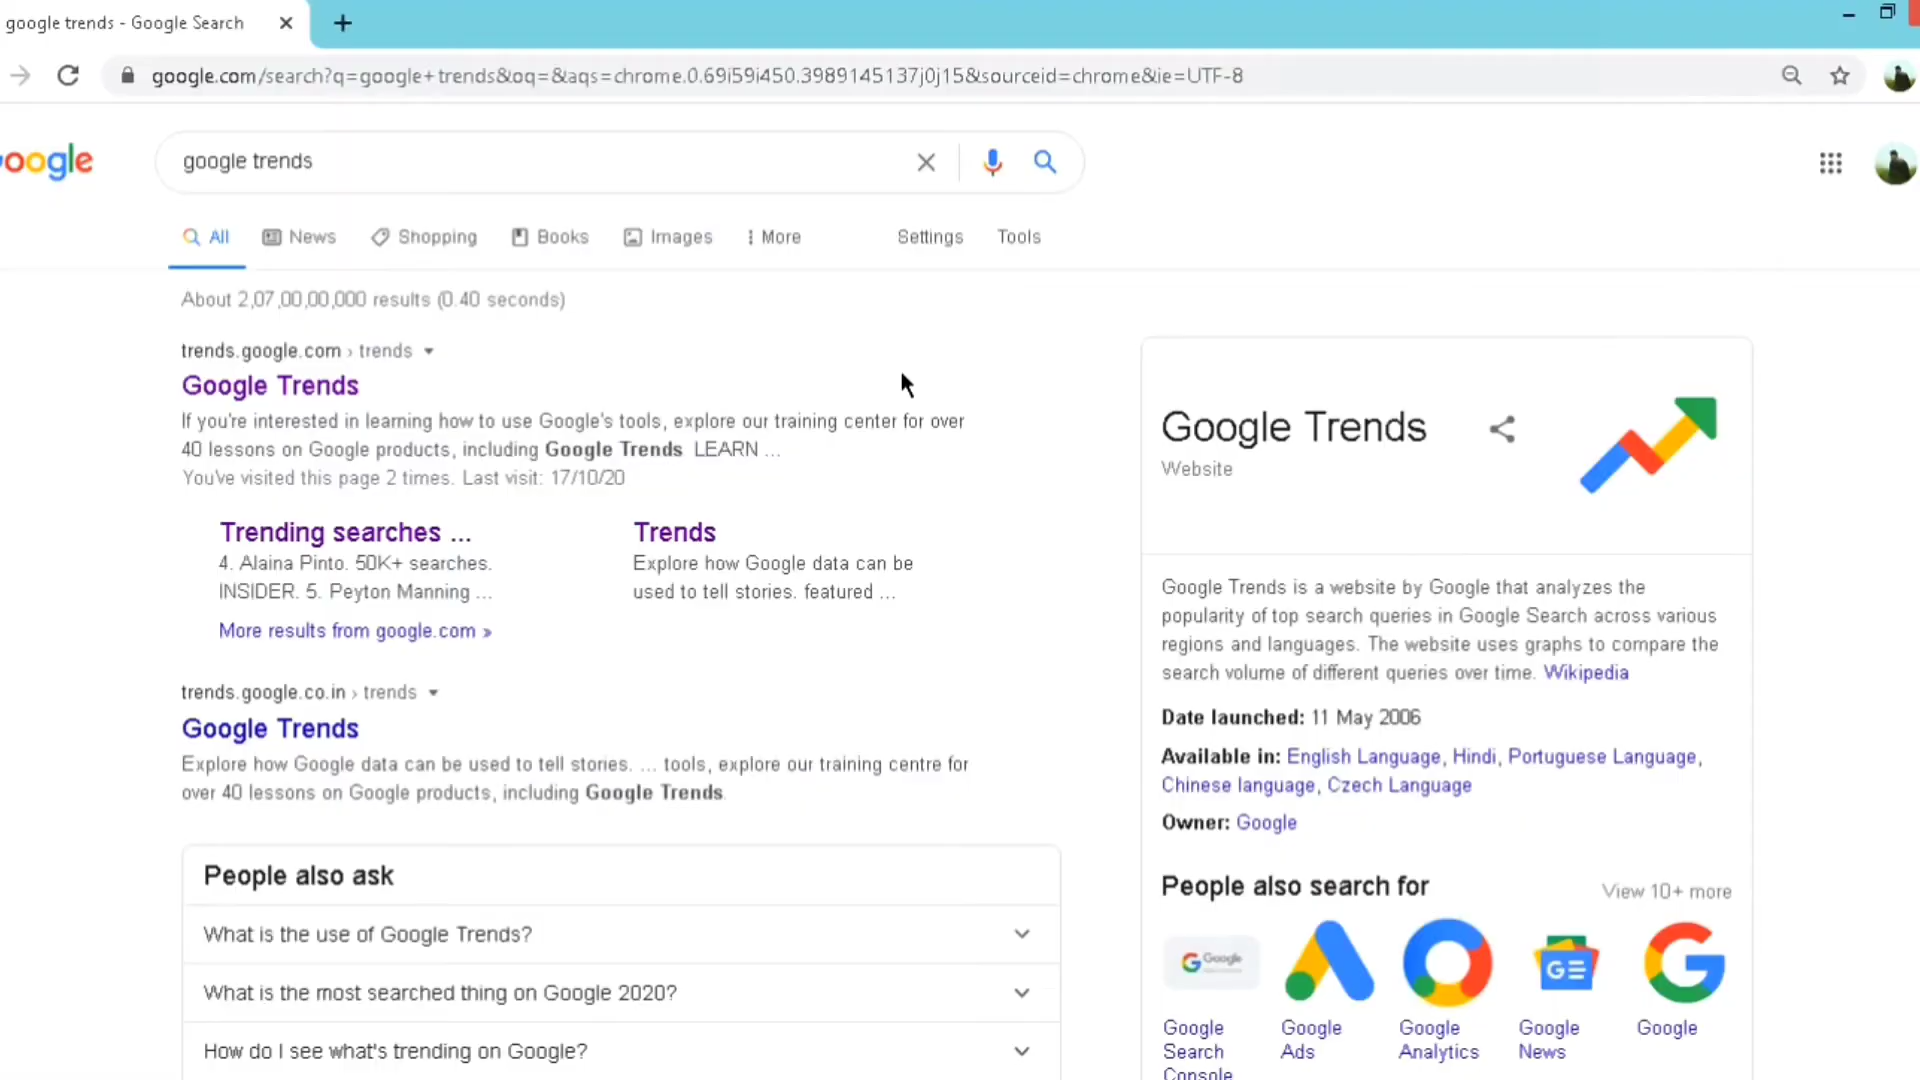 google trends - Google Search
google.com/search?q=google+trends&oq=&aqs=chrome.0.69i59i450.3989145137j0j15&sourceid=chrome&ie=UTF-8
oogle
google trends
All News Shopping Books Images More Settings Tools
About 2,07,00,00,000 results (0.40 seconds)
trends.google.com › trends
Google Trends
If you're interested in learning how to use Google's tools, explore our training center for over
40 lessons on Google products, including Google Trends LEARN ...
You've visited this page 2 times. Last visit: 17/10/20
Trending searches ...
4. Alaina Pinto. 50K+ searches.
INSIDER. 5. Peyton Manning ...
Trends
Explore how Google data can be
used to tell stories. featured ...
More results from google.com »
trends.google.co.in › trends
Google Trends
Explore how Google data can be used to tell stories. ... tools, explore our training centre for
over 40 lessons on Google products, including Google Trends.
People also ask
What is the use of Google Trends?
What is the most searched thing on Google 2020?
How do I see what's trending on Google?
Google Trends
Website
Google Trends is a website by Google that analyzes the
popularity of top search queries in Google Search across various
regions and languages. The website uses graphs to compare the
search volume of different queries over time. Wikipedia
Date launched: 11 May 2006
Available in: English Language, Hindi, Portuguese Language,
Chinese language, Czech Language
Owner: Google
People also search for
View 10+ more
Google
GE
G
Google
Search
Console
Google
Ads
Google
Analytics
Google
News
Google